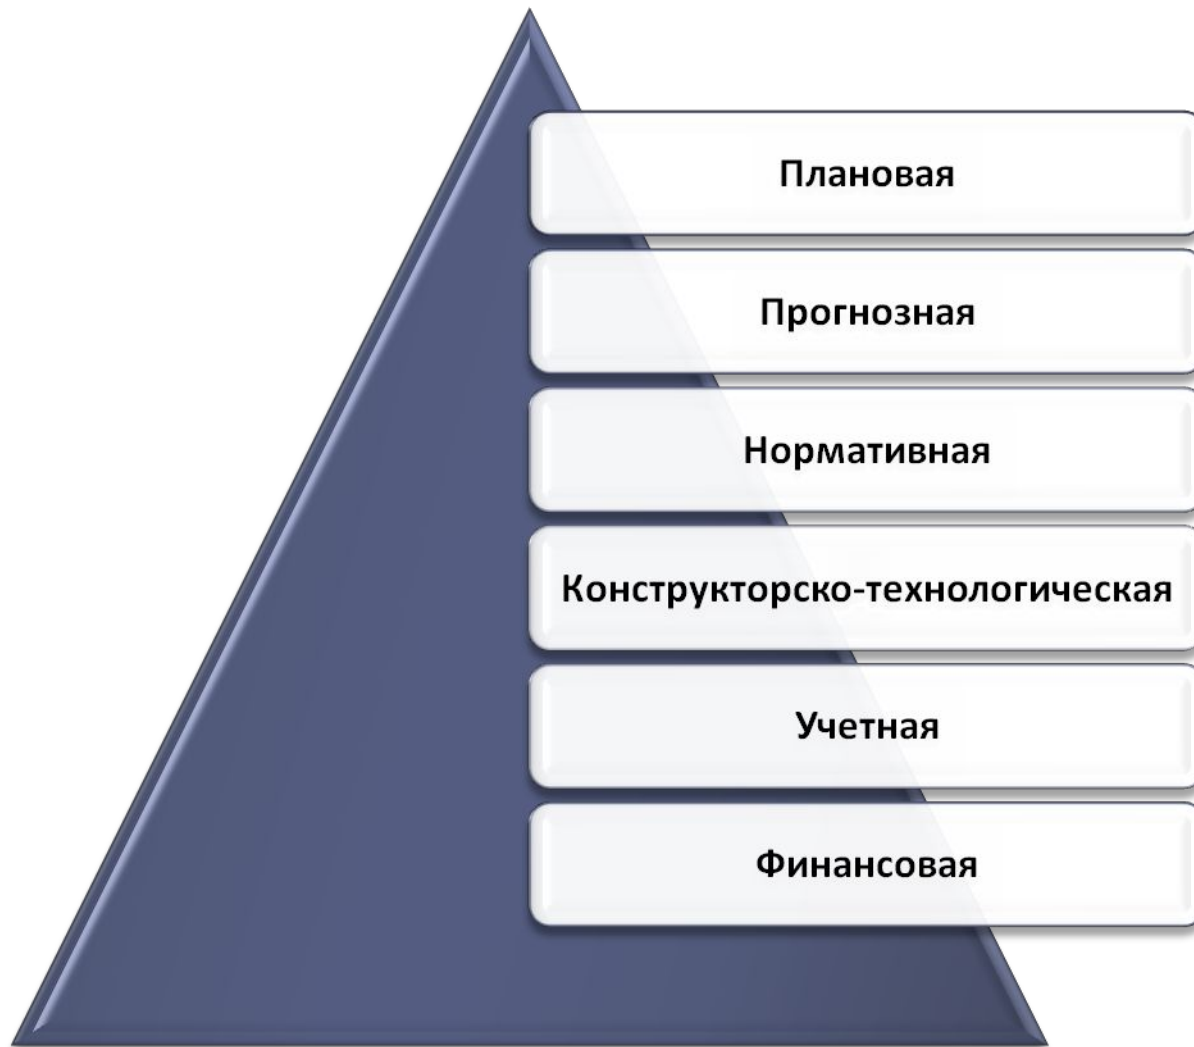 Плановая
Прогнозная
Нормативная
Конструкторско-технологическая
Учетная
Финансовая